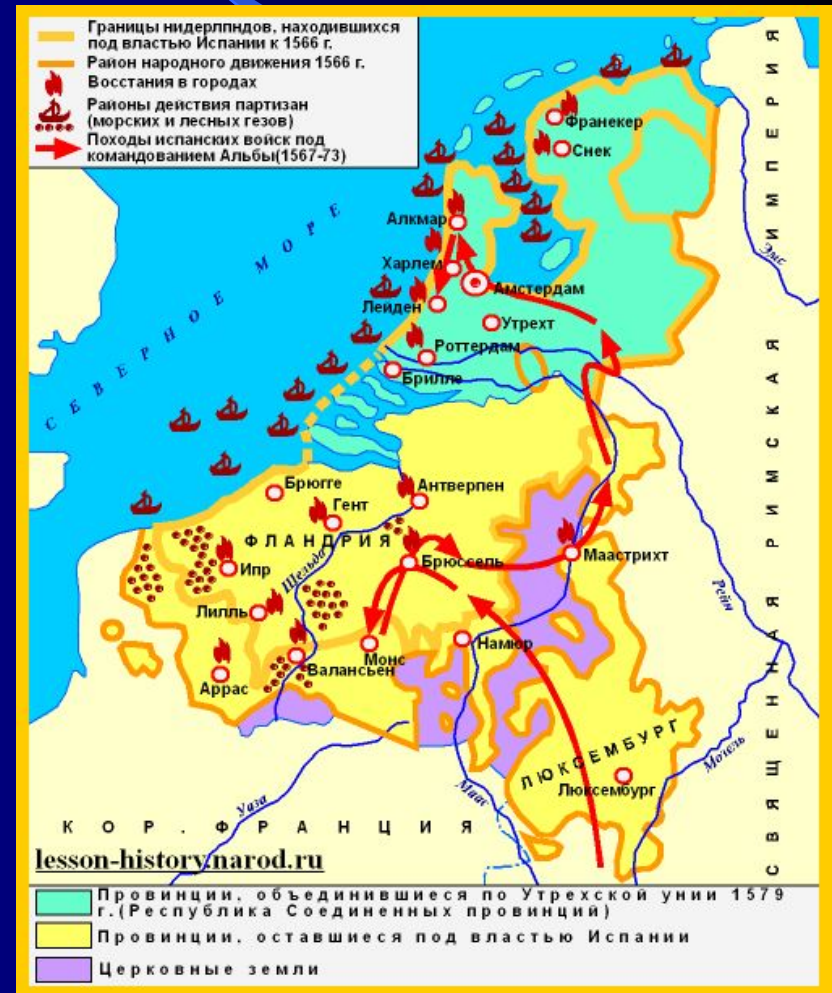 Границы нидерлпндов, находившихся
под властью Испании к 1566 г.
Район народного движения 1566 г.
Восстания в городах
Районы действия партизан
(морских и лесных гезов)
Походы испанских войск под
командованием Альбы(1567-73)
СЕВЕРНОЕ МОРЕ
СВЯЩЕННАЯ РИМСКАЯ ИМПЕРИЯ
Франекер
Снек
Алкмар
Харлем
Амстердам
Лейден
Утрехт
Роттердам
Брилле
Эмс
Брюгге
Антверпен
Гент
ФЛАНДРИЯ
Брюссель
Маастрихт
Ипр
Шельда
Рейн
Лилль
Монс
Намюр
Валансьен
Аррас
ЛЮКСЕМБУРГ
Люксембург
Мозель
Маас
Уаза
КОР. ФРАНЦИЯ
lesson-history.narod.ru
Провинции, объединившиеся по Утрехской унии 1579
г.(Республика Соединенных провинций)
Провинции, оставшиеся под властью Испании
Церковные земли